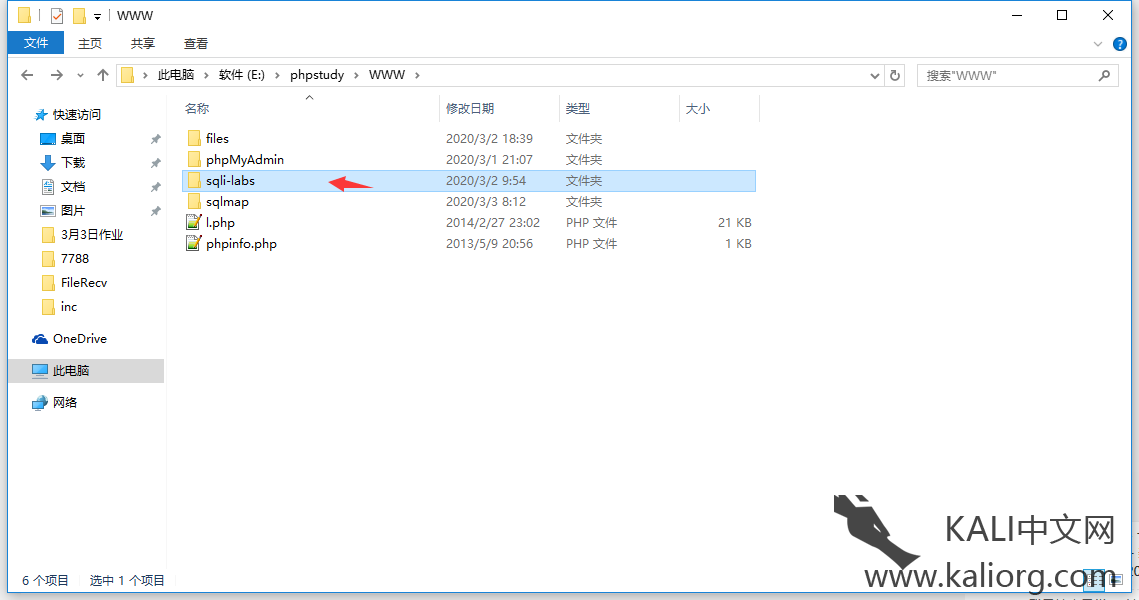 WWW
文件 主页 共享 查看
此电脑 软件 (E:) phpstudy WWW 搜索"WWW"
快速访问
桌面
下载
文档
图片
3月3日作业
7788
FileRecv
inc
OneDrive
此电脑
网络
名称 修改日期 类型 大小
files 2020/3/2 18:39 文件夹
phpMyAdmin 2020/3/1 21:07 文件夹
sqli-labs 2020/3/2 9:54 文件夹
sqlmap 2020/3/3 8:12 文件夹
l.php 2014/2/27 23:02 PHP 文件 21 KB
phpinfo.php 2013/5/9 20:56 PHP 文件 1 KB
KALI中文网
www.kaliorg.com
6 个项目 选中 1 个项目